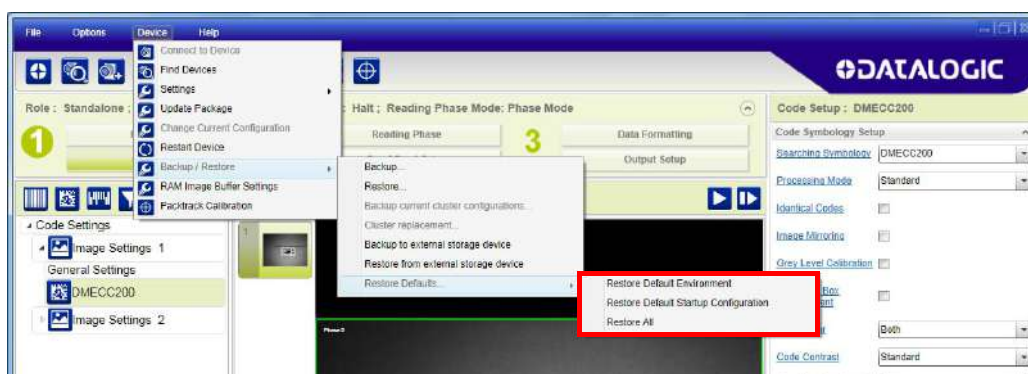 File Options Device Help
DATALOGIC
Connect to Device
Find Devices
Settings
Update Package
Change Current Configuration
Restart Device
Backup / Restore
RAM Image Buffer Settings
Packtrack Calibration
Role : Standalone ; : Halt ; Reading Phase Mode: Phase Mode
1
Reading Phase
3
Data Formatting
Output Setup
Backup...
Restore...
Backup current cluster configurations...
Cluster replacement...
Backup to external storage device
Restore from external storage device
Restore Defaults...
Restore Default Environment
Restore Default Startup Configuration
Restore All
Code Settings
Image Settings 1
General Settings
DMECC200
Image Settings 2
1
Code Setup : DMECC200
Code Symbology Setup
Searching Symbology DMECC200
Processing Mode Standard
Identical Codes
Image Mirroring
Grey Level Calibration
Box
Both
Code Contrast Standard